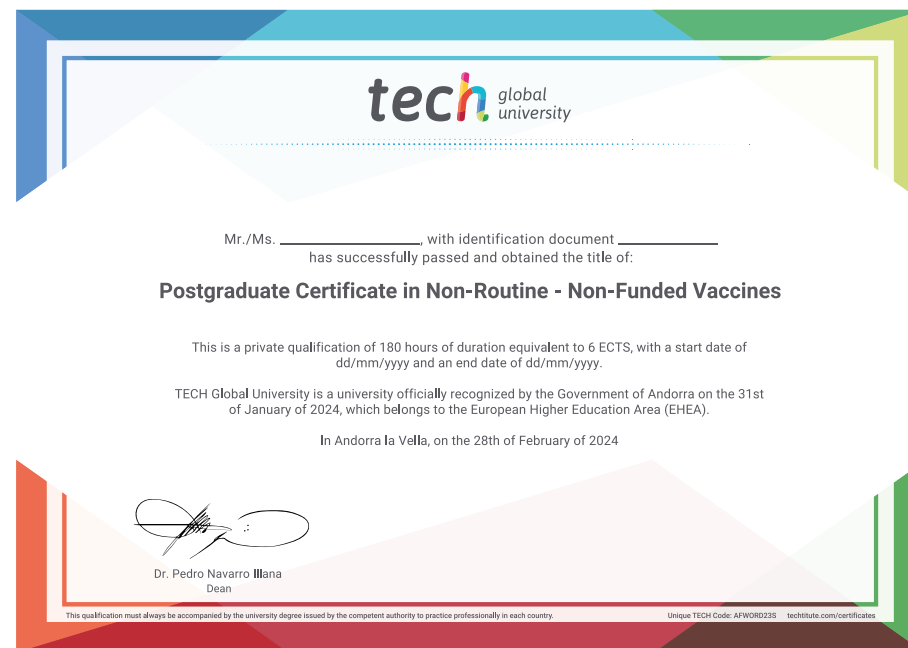 tech global university
Mr./Ms. ____________________, with identification document ______________
has successfully passed and obtained the title of:
Postgraduate Certificate in Non-Routine - Non-Funded Vaccines
This is a private qualification of 180 hours of duration equivalent to 6 ECTS, with a start date of
dd/mm/yyyy and an end date of dd/mm/yyyy.
TECH Global University is a university officially recognized by the Government of Andorra on the 31st
of January of 2024, which belongs to the European Higher Education Area (EHEA).
In Andorra la Vella, on the 28th of February of 2024
Dr. Pedro Navarro Illana
Dean
This qualification must always be accompanied by the university degree issued by the competent authority to practice professionally in each country.
Unique TECH Code: AFWORD23S techtitute.com/certificates